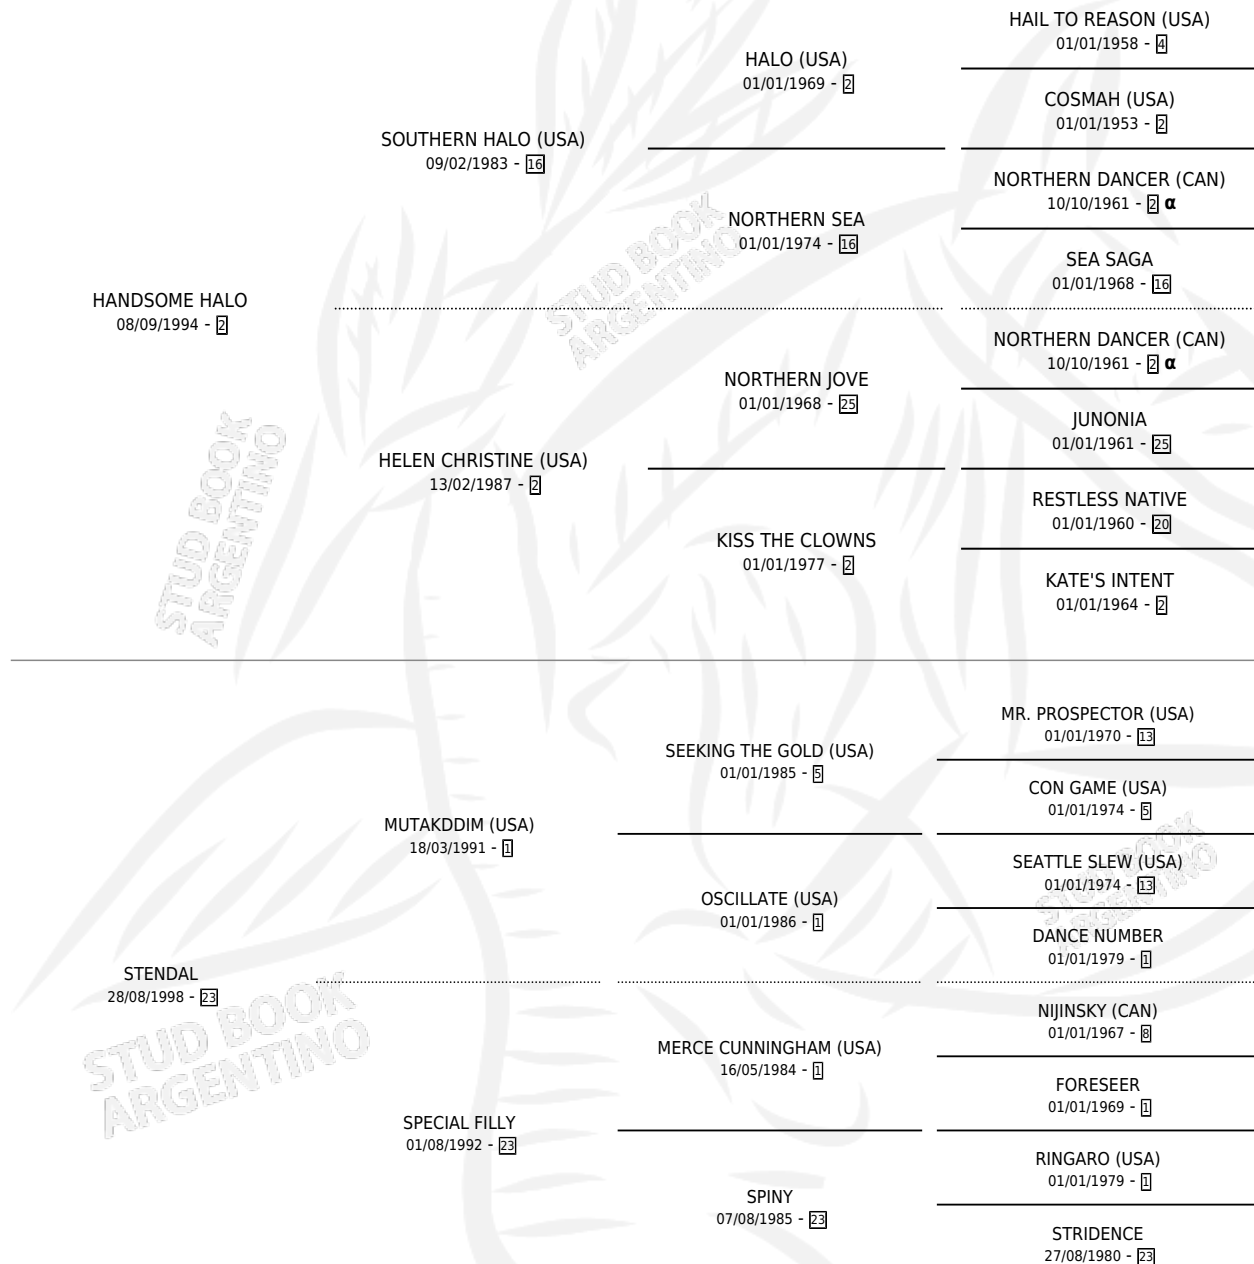 HAIL TO REASON (USA)
01/01/1958 - 4
HALO (USA)
01/01/1969 - 2
COSMAH (USA)
01/01/1953 - 2
SOUTHERN HALO (USA)
09/02/1983 - 16
NORTHERN DANCER (CAN)
10/10/1961 - 2 α
NORTHERN SEA
01/01/1974 - 16
SEA SAGA
01/01/1968 - 16
HANDSOME HALO
08/09/1994 - 2
NORTHERN DANCER (CAN)
10/10/1961 - 2 α
NORTHERN JOVE
01/01/1968 - 25
JUNONIA
01/01/1961 - 25
HELEN CHRISTINE (USA)
13/02/1987 - 2
RESTLESS NATIVE
01/01/1960 - 20
KISS THE CLOWNS
01/01/1977 - 2
KATE'S INTENT
01/01/1964 - 2
MR. PROSPECTOR (USA)
01/01/1970 - 13
SEEKING THE GOLD (USA)
01/01/1985 - 5
CON GAME (USA)
01/01/1974 - 5
MUTAKDDIM (USA)
18/03/1991 - 1
SEATTLE SLEW (USA)
01/01/1974 - 13
OSCILLATE (USA)
01/01/1986 - 1
DANCE NUMBER
01/01/1979 - 1
STENDAL
28/08/1998 - 23
NIJINSKY (CAN)
01/01/1967 - 8
MERCE CUNNINGHAM (USA)
16/05/1984 - 1
FORESEER
01/01/1969 - 1
SPECIAL FILLY
01/08/1992 - 23
RINGARO (USA)
01/01/1979 - 1
SPINY
07/08/1985 - 23
STRIDENCE
27/08/1980 - 23
STUD BOOK
ARGENTINO
STUD BOOK
ARGENTINO
STUD BOOK
ARGENTINO
STUD BOOK
ARGENTINO